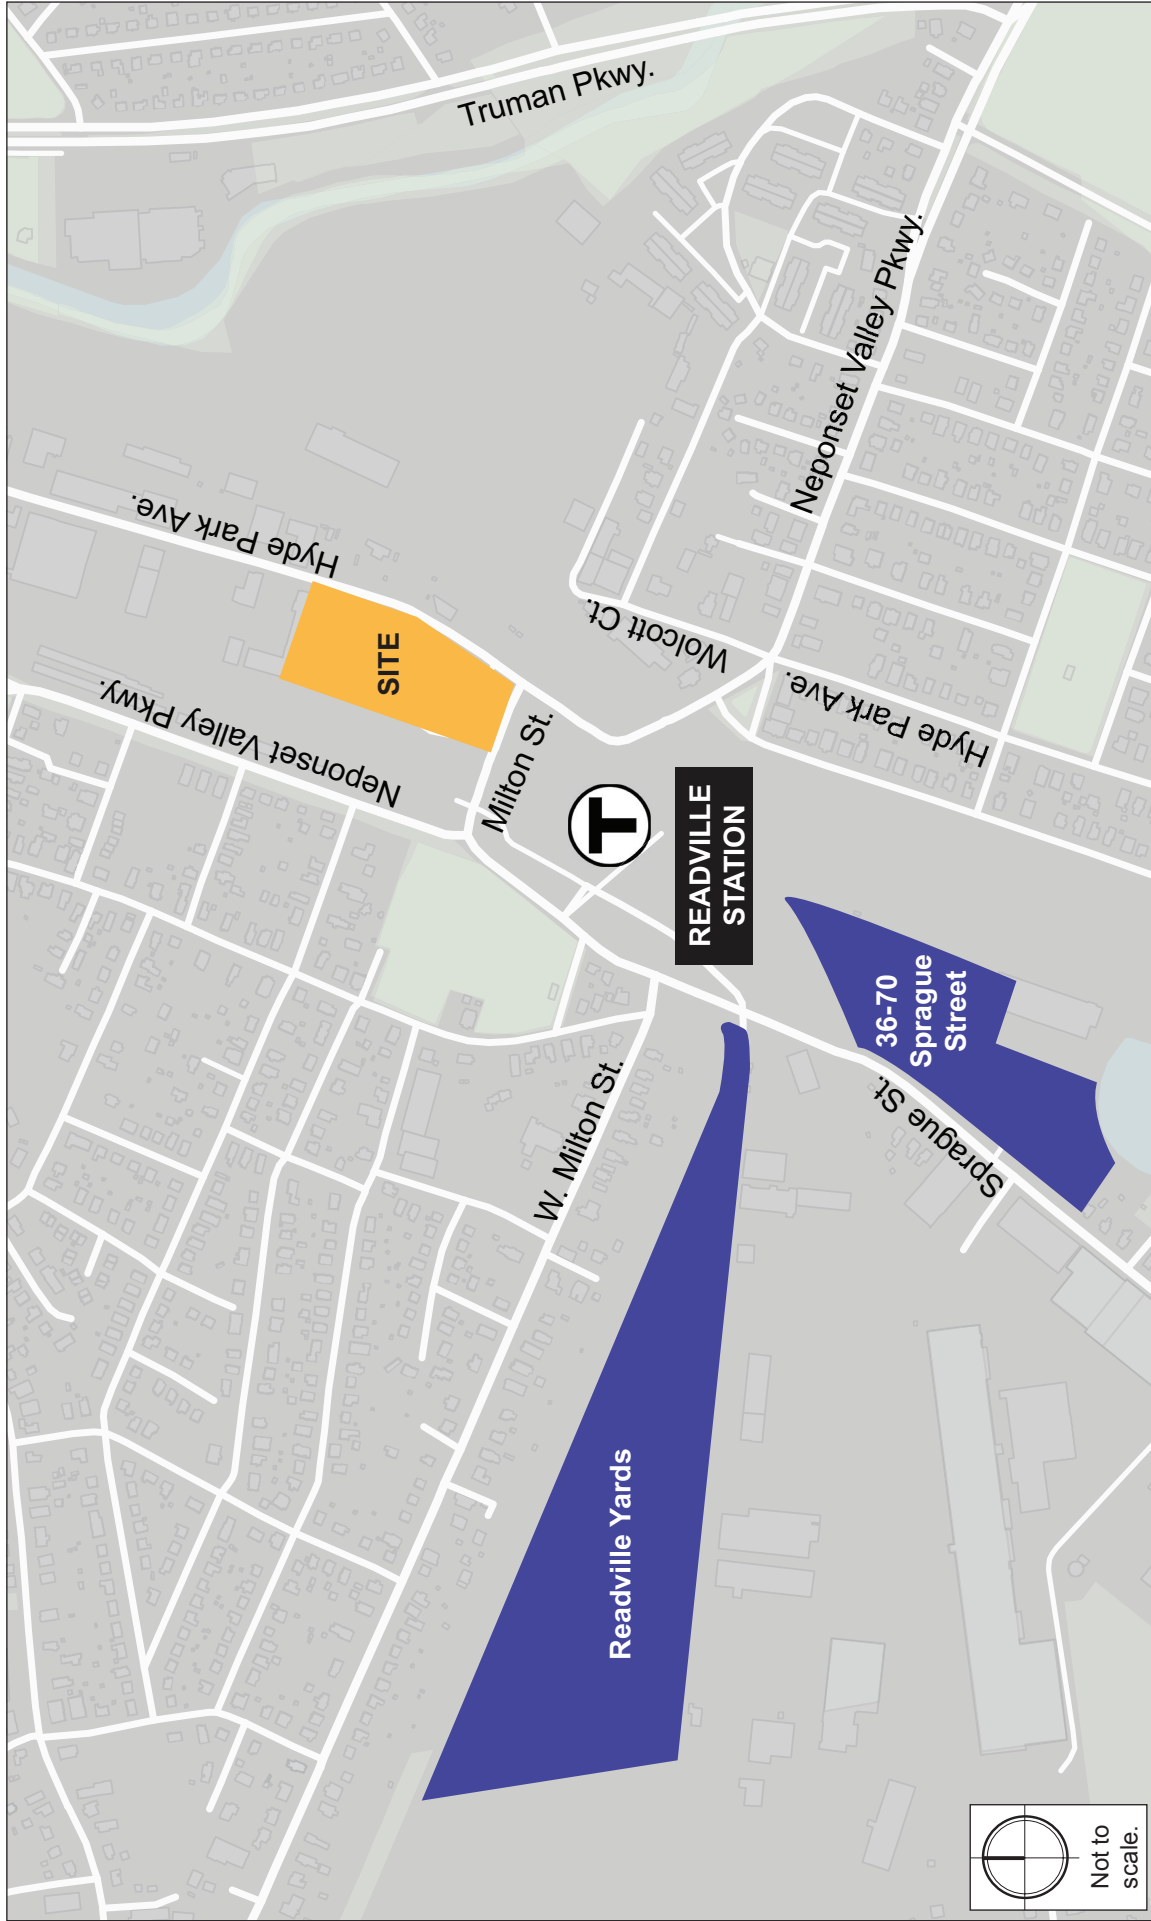 Truman Pkwy.
Hyde Park Ave.
Neponset Valley Pkwy.
SITE
Milton St.
Wolcott Ct.
Neponset Valley Pkwy.
Hyde Park Ave.
T
READVILLE
STATION
W. Milton St.
36-70
Sprague
Street
Sprague St.
Readville Yards
Not to
scale.